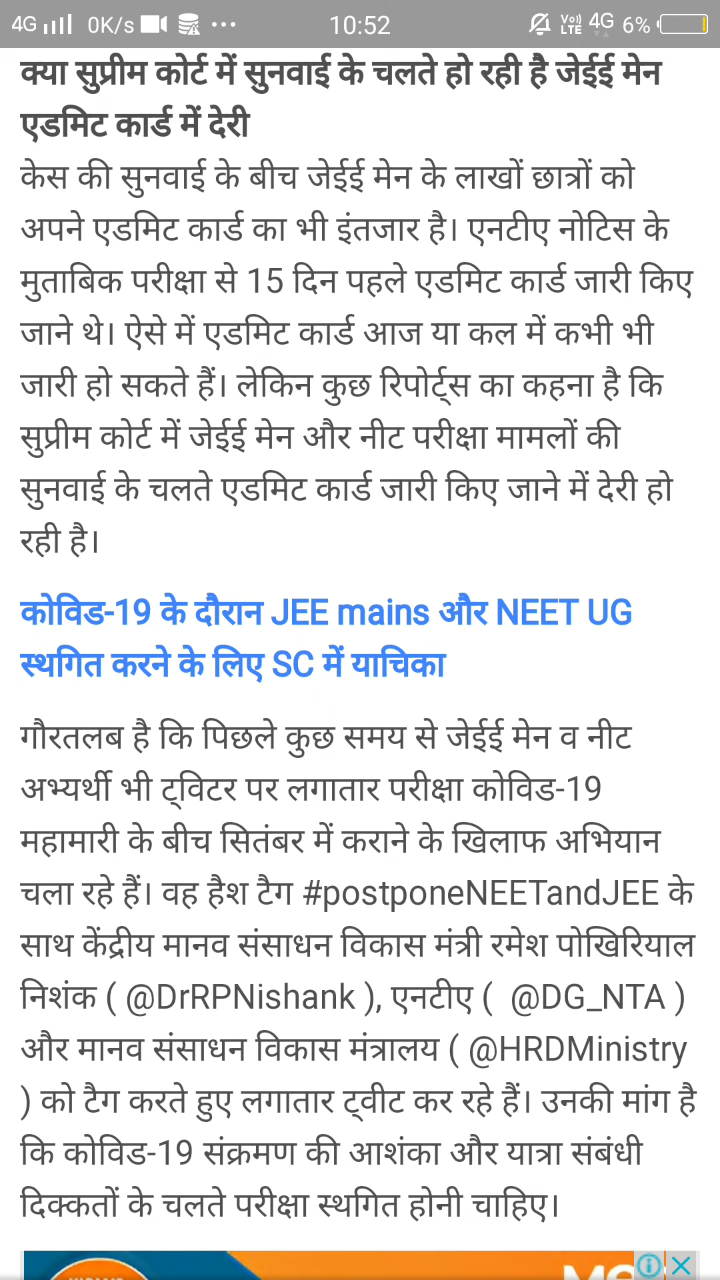 4G 0K/s ... 10:52 Vo)) LTE 4G 6%
क्या सुप्रीम कोर्ट में सुनवाई के चलते हो रही है जेईई मेन
एडमिट कार्ड में देरी
केस की सुनवाई के बीच जेईई मेन के लाखों छात्रों को
अपने एडमिट कार्ड का भी इंतजार है। एनटीए नोटिस के
मुताबिक परीक्षा से 15 दिन पहले एडमिट कार्ड जारी किए
जाने थे। ऐसे में एडमिट कार्ड आज या कल में कभी भी
जारी हो सकते हैं। लेकिन कुछ रिपोर्ट्स का कहना है कि
सुप्रीम कोर्ट में जेईई मेन और नीट परीक्षा मामलों की
सुनवाई के चलते एडमिट कार्ड जारी किए जाने में देरी हो
रही है।
कोविड-19 के दौरान JEE mains और NEET UG
स्थगित करने के लिए SC में याचिका
गौरतलब है कि पिछले कुछ समय से जेईई मेन व नीट
अभ्यर्थी भी ट्विटर पर लगातार परीक्षा कोविड-19
महामारी के बीच सितंबर में कराने के खिलाफ अभियान
चला रहे हैं। वह हैश टैग #postponeNEETandJEE के
साथ केंद्रीय मानव संसाधन विकास मंत्री रमेश पोखिरियाल
निशंक ( @DrRPNishank ), एनटीए ( @DG_NTA )
और मानव संसाधन विकास मंत्रालय ( @HRDMinistry
) को टैग करते हुए लगातार ट्वीट कर रहे हैं। उनकी मांग है
कि कोविड-19 संक्रमण की आशंका और यात्रा संबंधी
दिक्कतों के चलते परीक्षा स्थगित होनी चाहिए।